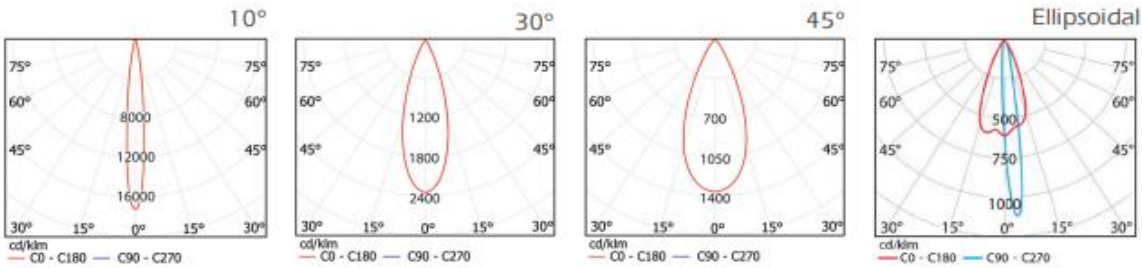 10°
75° 75°
60° 60°
45° 45°
8000
12000
16000
30° 15° 0° 15° 30°
cd/klm
C0 - C180 C90 - C270
30°
75° 75°
60° 60°
45° 45°
1200
1800
2400
30° 15° 0° 15° 30°
cd/klm
C0 - C180 C90 - C270
45°
75° 75°
60° 60°
45° 45°
700
1050
1400
30° 15° 0° 15° 30°
cd/klm
C0 - C180 C90 - C270
Ellipsoidal
75° 75°
60° 60°
45° 45°
500
750
1000
30° 15° 0° 15° 30°
cd/klm
C0 - C180 C90 - C270